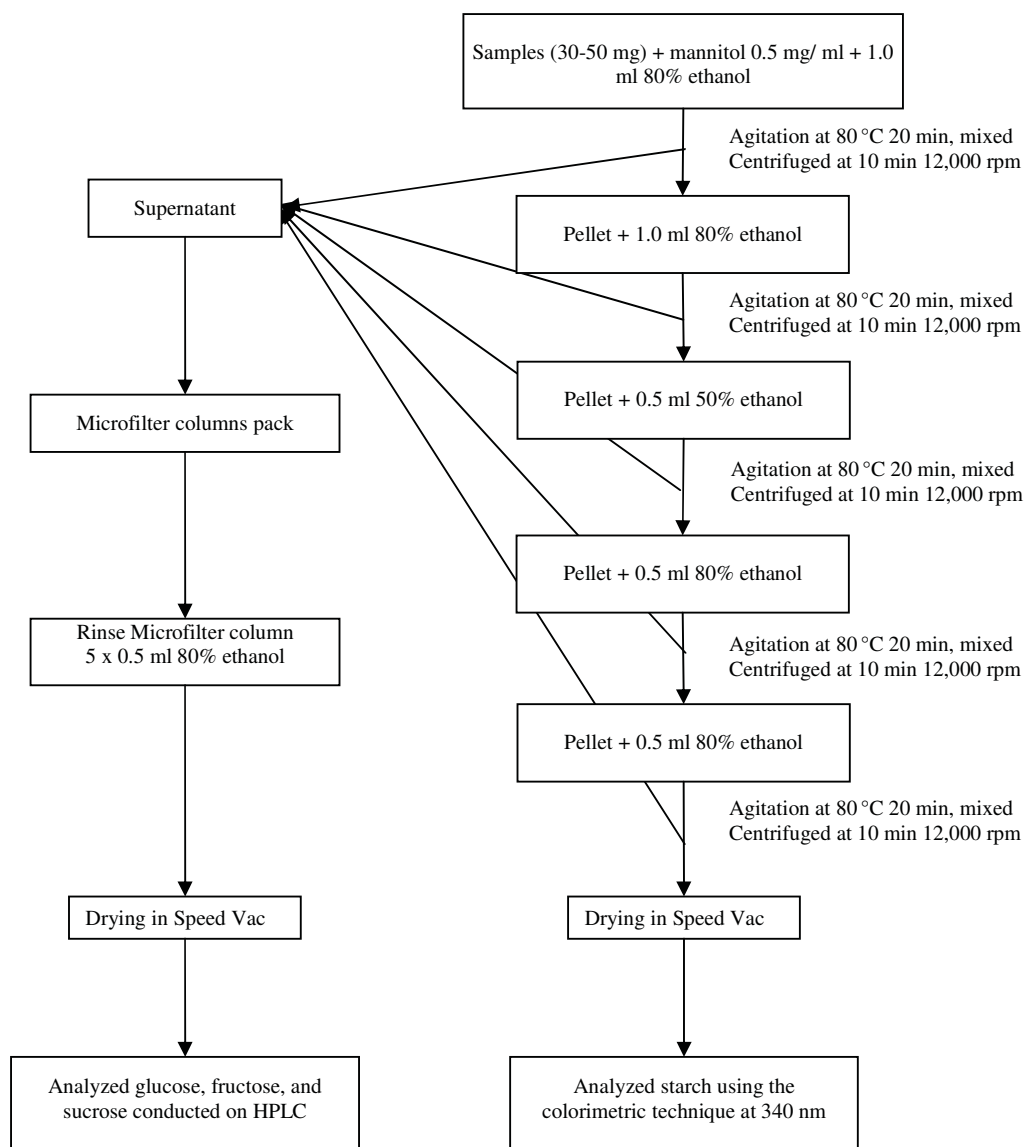 Samples (30-50 mg) + mannitol 0.5 mg/ ml + 1.0
ml 80% ethanol
Agitation at 80 °C 20 min, mixed
Centrifuged at 10 min 12,000 rpm
Supernatant
Pellet + 1.0 ml 80% ethanol
Agitation at 80 °C 20 min, mixed
Centrifuged at 10 min 12,000 rpm
Pellet + 0.5 ml 50% ethanol
Microfilter columns pack
Agitation at 80 °C 20 min, mixed
Centrifuged at 10 min 12,000 rpm
Pellet + 0.5 ml 80% ethanol
Rinse Microfilter column
5 x 0.5 ml 80% ethanol
Agitation at 80 °C 20 min, mixed
Centrifuged at 10 min 12,000 rpm
Pellet + 0.5 ml 80% ethanol
Agitation at 80 °C 20 min, mixed
Centrifuged at 10 min 12,000 rpm
Drying in Speed Vac
Drying in Speed Vac
Analyzed glucose, fructose, and
sucrose conducted on HPLC
Analyzed starch using the
colorimetric technique at 340 nm